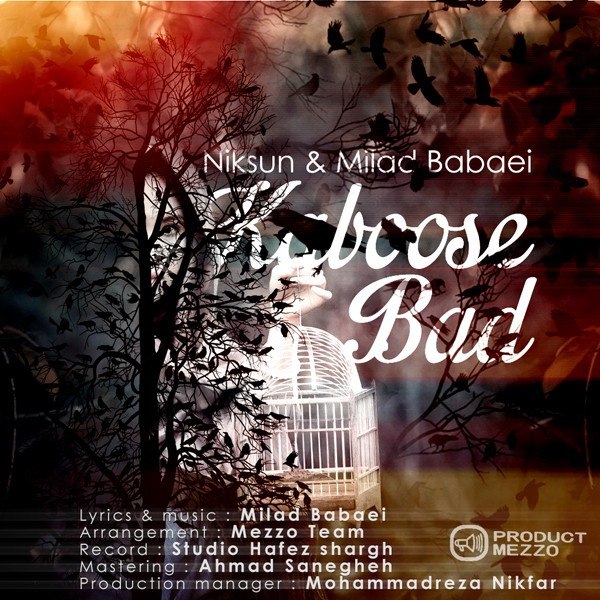 Niksun & Milad Babaei
Kaboose
Bad
Lyrics & music : Milad Babaei
Arrangement : Mezzo Team
Record : Studio Hafez shargh
Mastering : Ahmad Sanegheh
Production manager : Mohammadreza Nikfar
PRODUCT
MEZZO